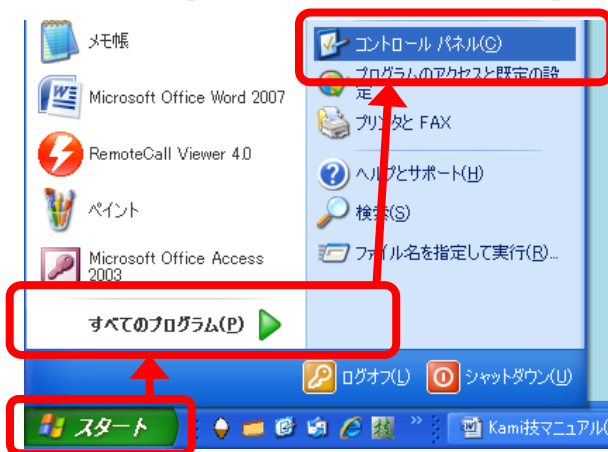 メモ帳
Microsoft Office Word 2007
RemoteCall Viewer 4.0
ペイント
Microsoft Office Access
2003
すべてのプログラム(P)
コントロール パネル(C)
プログラムのアクセスと既定の設
定
プリンタと FAX
ヘルプとサポート(H)
検索(S)
ファイル名を指定して実行(R)...
ログオフ(L)
シャットダウン(U)
スタート
技
»
Kami技マニュアル(